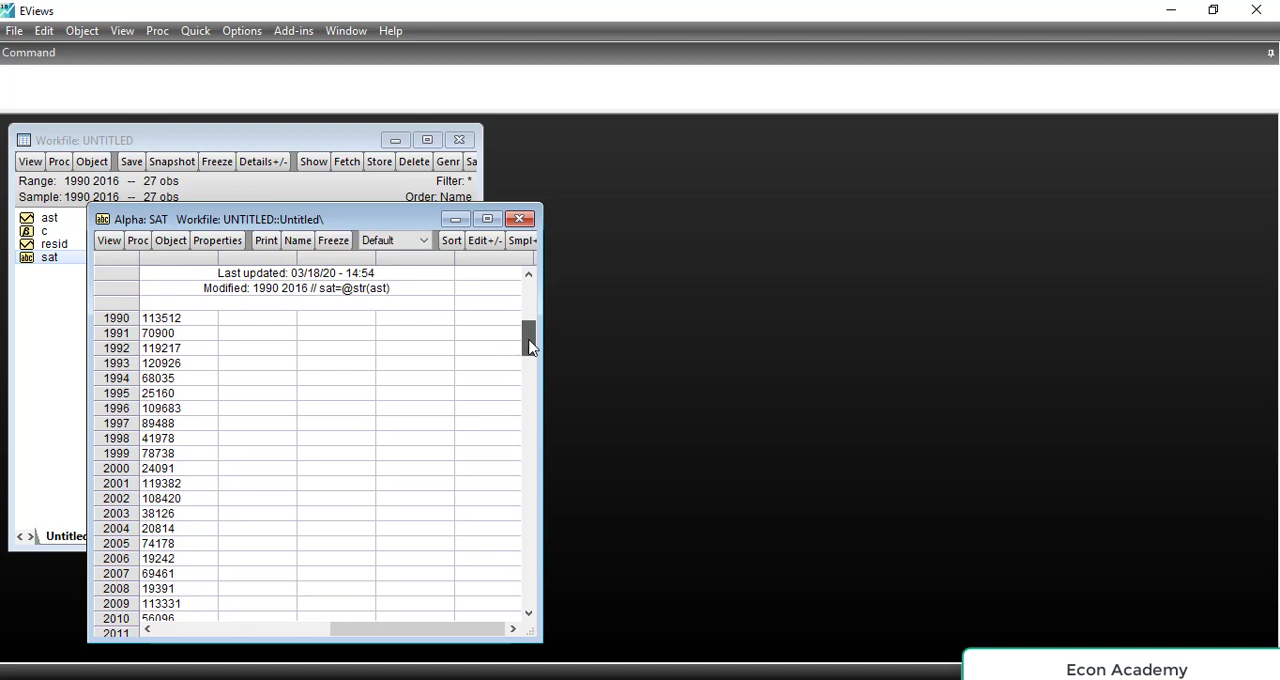 EViews
File Edit Object View Proc Quick Options Add-ins Window Help
Command
Workfile: UNTITLED
View Proc Object Save Snapshot Freeze Details+/- Show Fetch Store Delete Genr Sa
Range: 1990 2016 -- 27 obs Filter: *
Sample: 1990 2016 -- 27 obs Order: Name
ast
c
resid
sat
Untitled
Alpha: SAT Workfile: UNTITLED::Untitled\
View Proc Object Properties Print Name Freeze Default Sort Edit+/- Smpl+
Last updated: 03/18/20 - 14:54
Modified: 1990 2016 // sat=@str(ast)
1990 113512
1991 70900
1992 119217
1993 120926
1994 68035
1995 25160
1996 109683
1997 89488
1998 41978
1999 78738
2000 24091
2001 119382
2002 108420
2003 38126
2004 20814
2005 74178
2006 19242
2007 69461
2008 19391
2009 113331
2010 56096
2011
Econ Academy